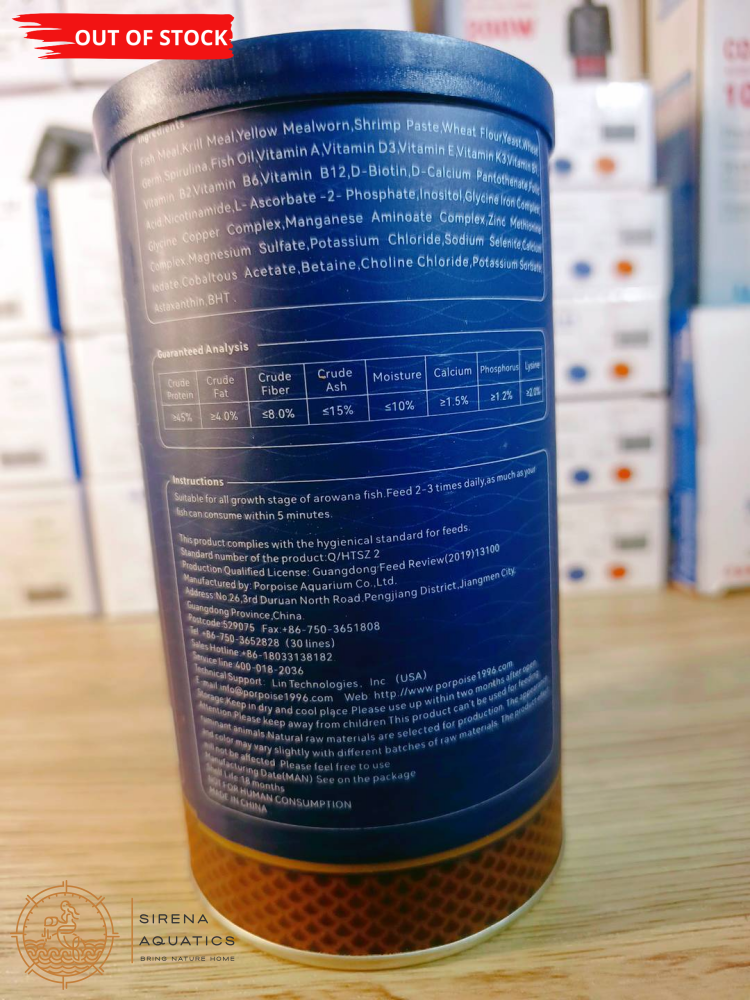 OUT OF STOCK
Ingredients
Fish Meal,Krill Meal,Yellow Mealworn,Shrimp Paste,Wheat Flour,Yeast,Wheat
Germ,Spirulina,Fish Oil,Vitamin A,Vitamin D3,Vitamin E,Vitamin K3,Vitamin B1,
Vitamin B2,Vitamin B6,Vitamin B12,D-Biotin,D-Calcium Pantothenate,Folic
Acid,Nicotinamide,L- Ascorbate -2- Phosphate,Inositol,Glycine Iron Complex,
Glycine Copper Complex,Manganese Aminoate Complex,Zinc Methionine
Complex,Magnesium Sulfate,Potassium Chloride,Sodium Selenite,Calcium
Iodate,Cobaltous Acetate,Betaine,Choline Chloride,Potassium Sorbate,
Astaxanthin,BHT .
Guaranteed Analysis
Crude Protein Crude Fat Crude Fiber Crude Ash Moisture Calcium Phosphorus Lysine
≥45% ≥4.0% ≤8.0% ≤15% ≤10% ≥1.5% ≥1.2% ≥2.0%
Instructions
Suitable for all growth stage of arowana fish.Feed 2-3 times daily,as much as your
fish can consume within 5 minutes.
This product complies with the hygienical standard for feeds.
Standard number of the product:Q/HTSZ 2
Production Qualified License: Guangdong Feed Review(2019)13100
Manufactured by: Porpoise Aquarium Co.,Ltd.
Address:No.26,3rd Duruan North Road,Pengjiang District,Jiangmen City,
Guangdong Province,China.
Postcode:529075 Fax:+86-750-3651808
Tel:+86-750-3652828 (30 lines)
Sales Hotline:+86-18033138182
Service line:400-018-2036
Technical Support: Lin Technologies, Inc (USA)
E-mail:info@porpoise1996.com Web: http://www.porpoise1996.com
Storage:Keep in dry and cool place Please use up within two months after open.
Attention:Please keep away from children This product can't be used for feeding
ruminant animals Natural raw materials are selected for production. The appearance
and color may vary slightly with different batches of raw materials. The product effect
will not be affected Please feel free to use
Manufacturing Date(MAN) See on the package
Shelf Life:18 months
NOT FOR HUMAN CONSUMPTION
MADE IN CHINA
SIRENA
AQUATICS
BRING NATURE HOME